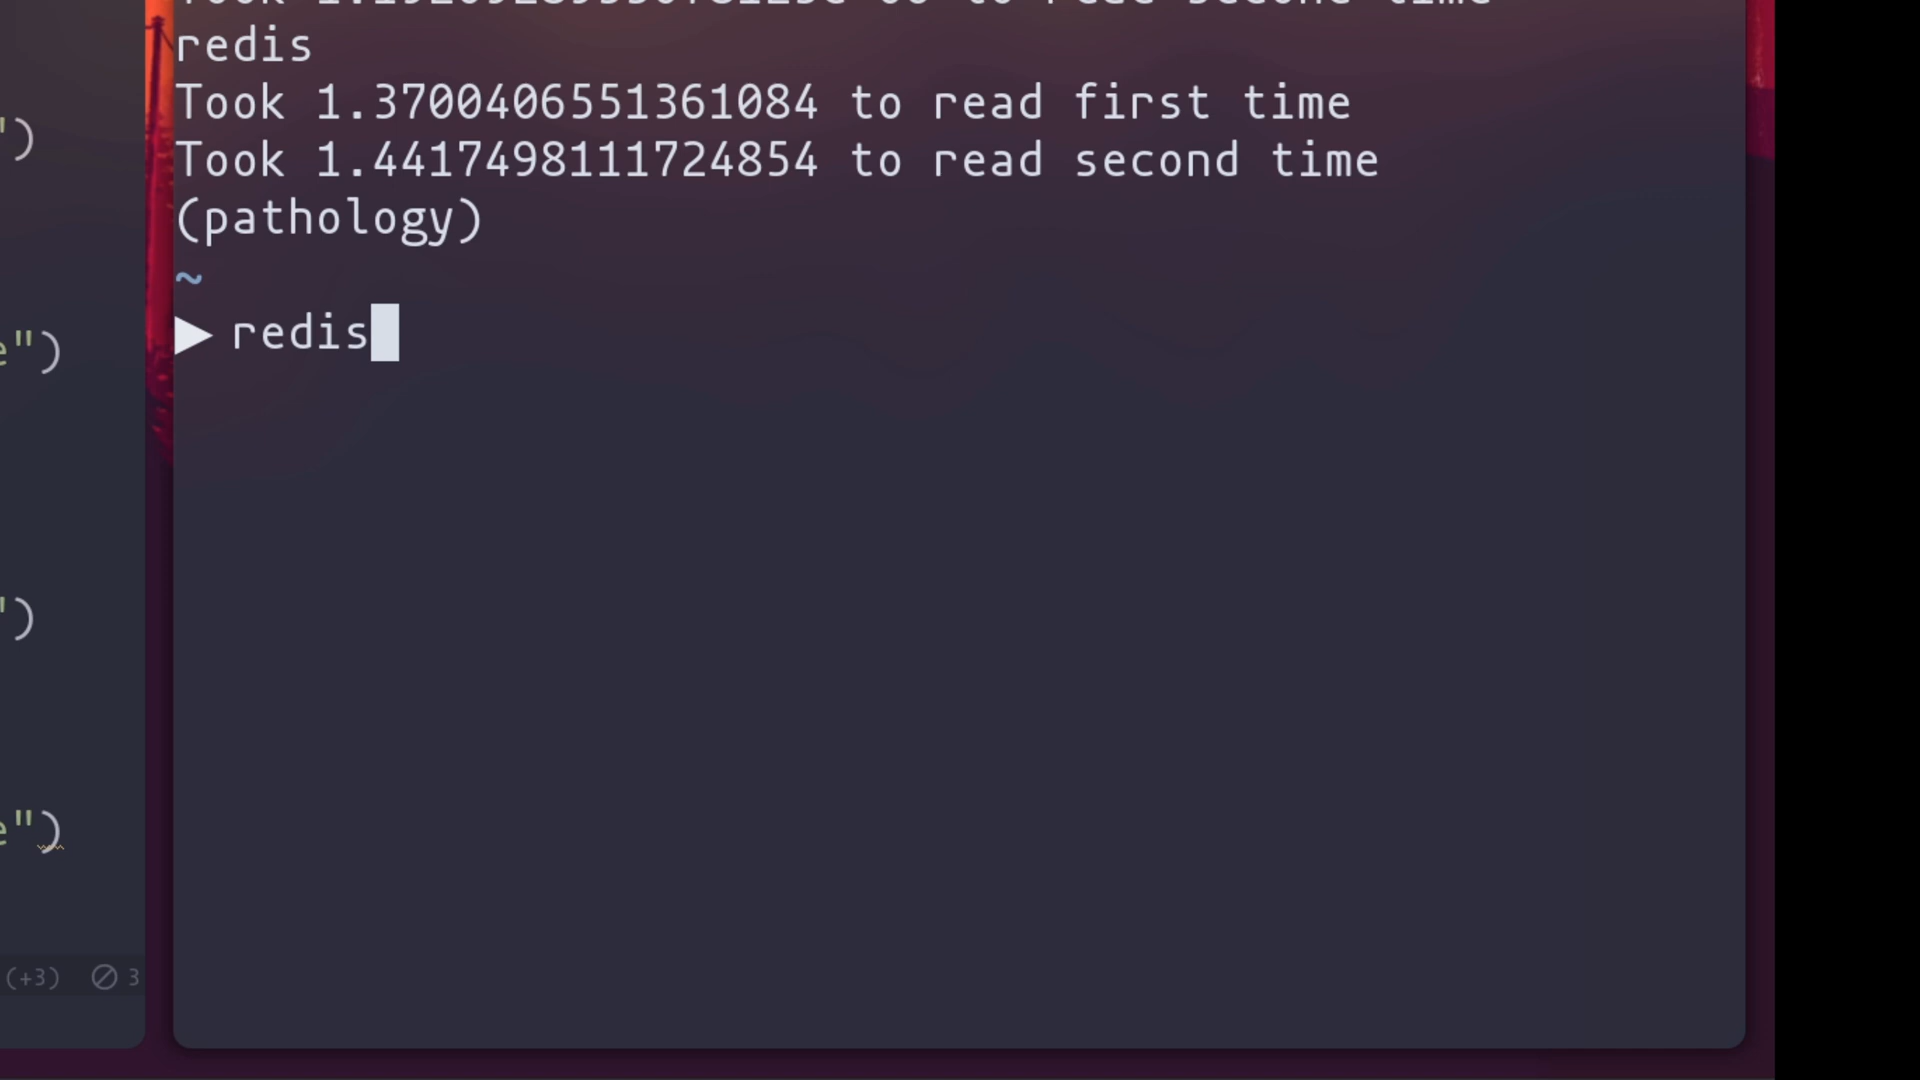 redis
Took 1.3700406551361084 to read first time
Took 1.4417498111724854 to read second time
(pathology)
~
▶ redis
")
e")
")
e")
(+3) 3